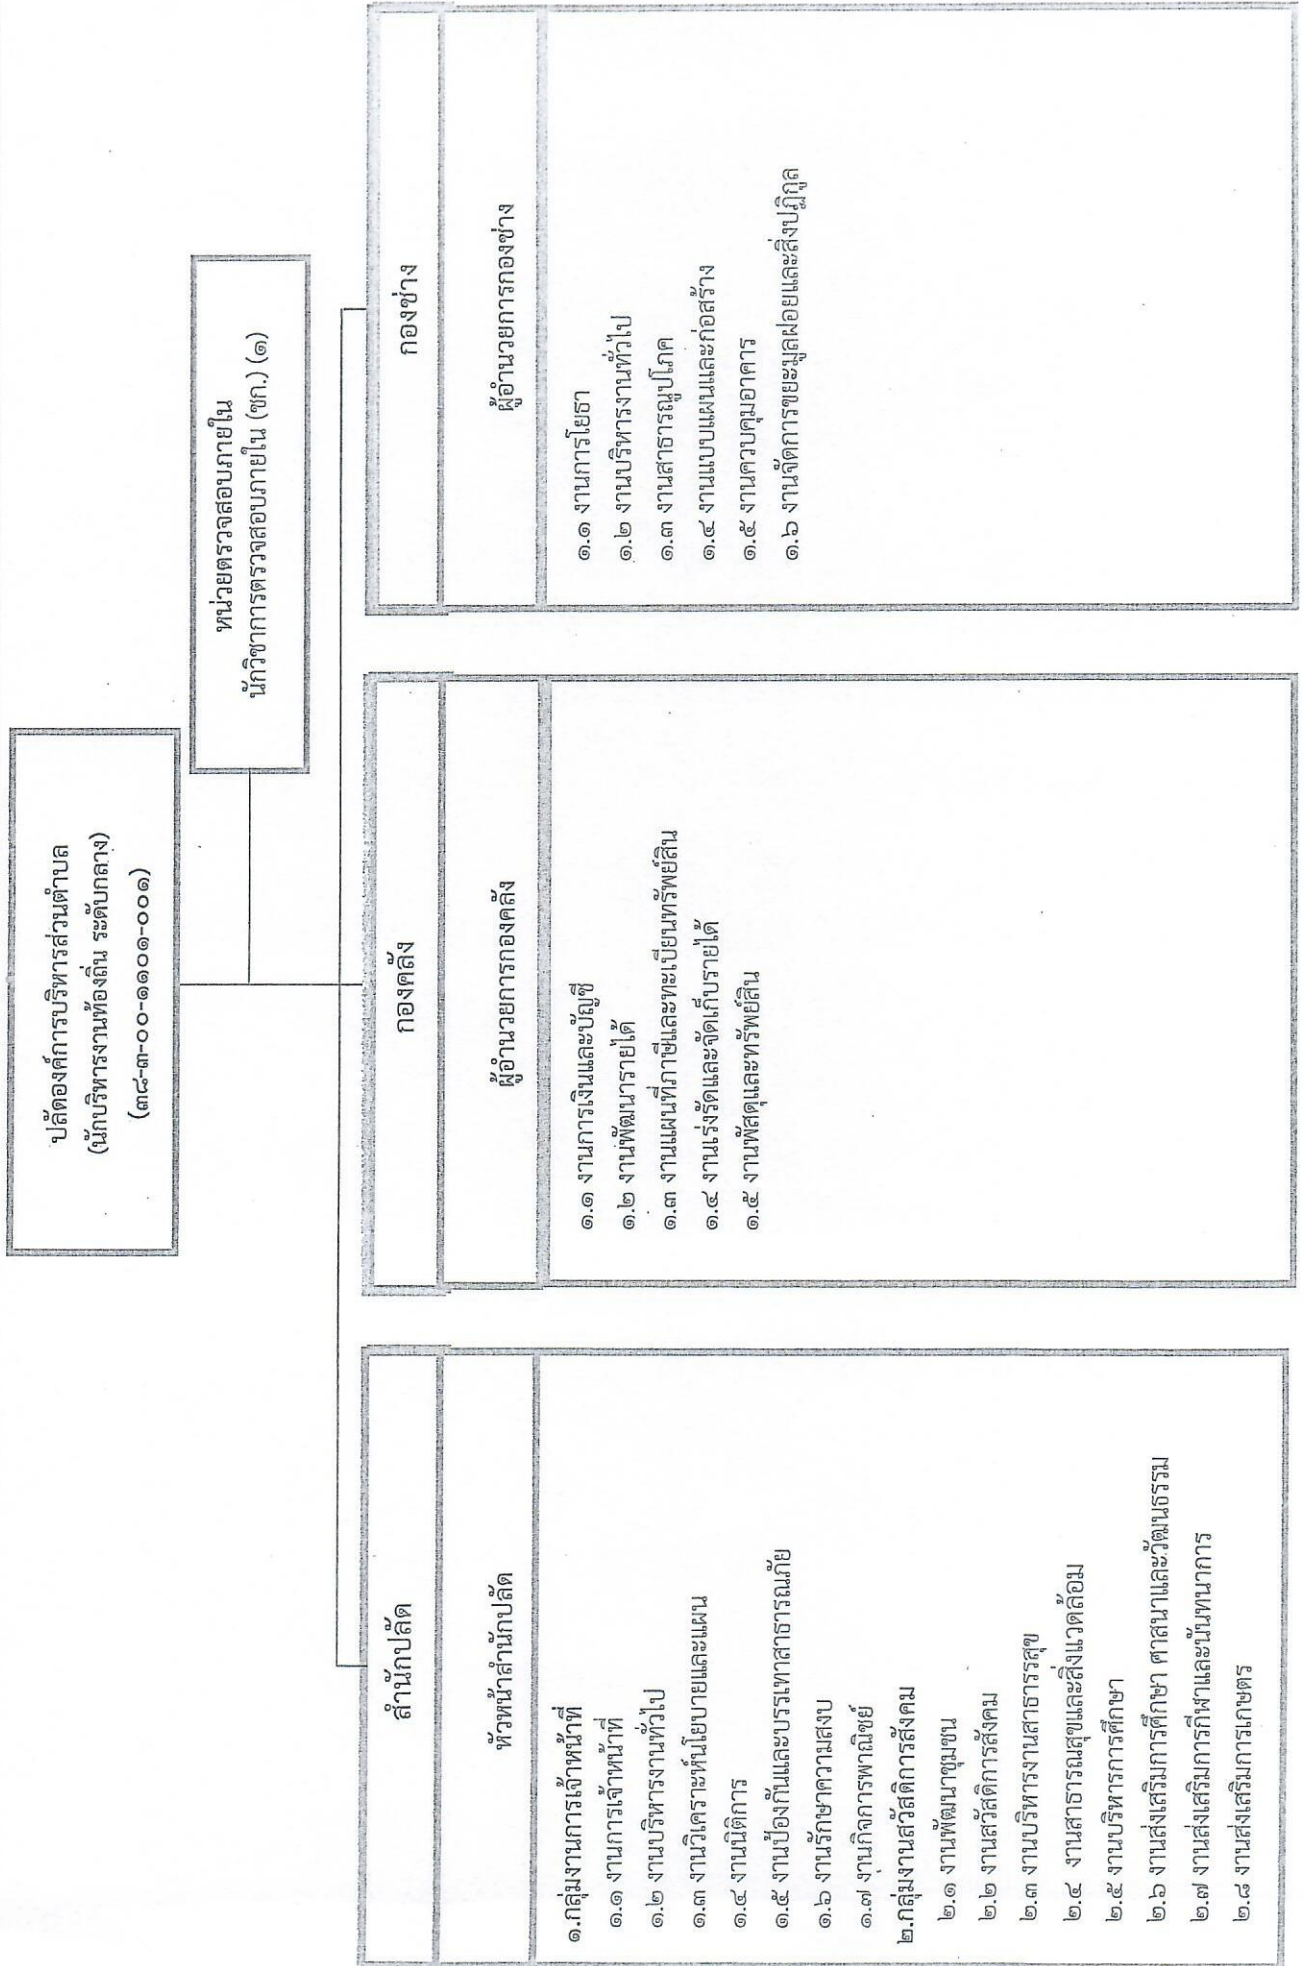 ปลัดองค์การบริหารส่วนตำบล
(นักบริหารงานท้องถิ่น ระดับกลาง)
(๓๘-๓-๐๐-๑๑๐๑-๐๐๑)
หน่วยตรวจสอบภายใน
นักวิชาการตรวจสอบภายใน (ชก.) (๑)
สำนักปลัด
หัวหน้าสำนักปลัด
๑.กลุ่มงานการเจ้าหน้าที่
๑.๑ งานการเจ้าหน้าที่
๑.๒ งานบริหารงานทั่วไป
๑.๓ งานวิเคราะห์นโยบายและแผน
๑.๔ งานนิติการ
๑.๕ งานป้องกันและบรรเทาสาธารณภัย
๑.๖ งานรักษาความสงบ
๑.๗ งานกิจการพาณิชย์
๒.กลุ่มงานสวัสดิการสังคม
๒.๑ งานพัฒนาชุมชน
๒.๒ งานสวัสดิการสังคม
๒.๓ งานบริหารงานสาธารรสุข
๒.๔ งานสาธารณสุขและสิ่งแวดล้อม
๒.๕ งานบริหารการศึกษา
๒.๖ งานส่งเสริมการศึกษา ศาสนาและวัฒนธรรม
๒.๗ งานส่งเสริมการกีฬาและนันทนาการ
๒.๘ งานส่งเสริมการเกษตร
กองคลัง
ผู้อำนวยการกองคลัง
๑.๑ งานการเงินและบัญชี
๑.๒ งานพัฒนารายได้
๑.๓ งานแผนที่ภาษีและทะเบียนทรัพย์สิน
๑.๔ งานเร่งรัดและจัดเก็บรายได้
๑.๕ งานพัสดุและทรัพย์สิน
กองช่าง
ผู้อำนวยการกองช่าง
๑.๑ งานการโยธา
๑.๒ งานบริหารงานทั่วไป
๑.๓ งานสาธารณูปโภค
๑.๔ งานแบบแผนและก่อสร้าง
๑.๕ งานควบคุมอาคาร
๑.๖ งานจัดการขยะมูลฝอยและสิ่งปฏิกูล